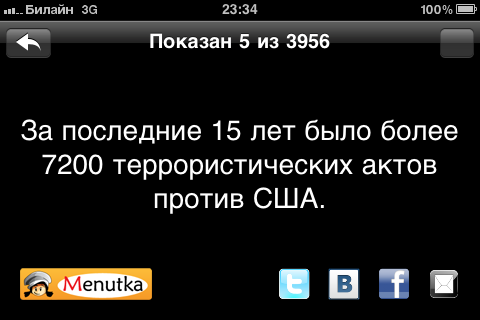 Билайн 3G 23:34 100%
Показан 5 из 3956
За последние 15 лет было более
7200 террористических актов
против США.
Menutka t B f